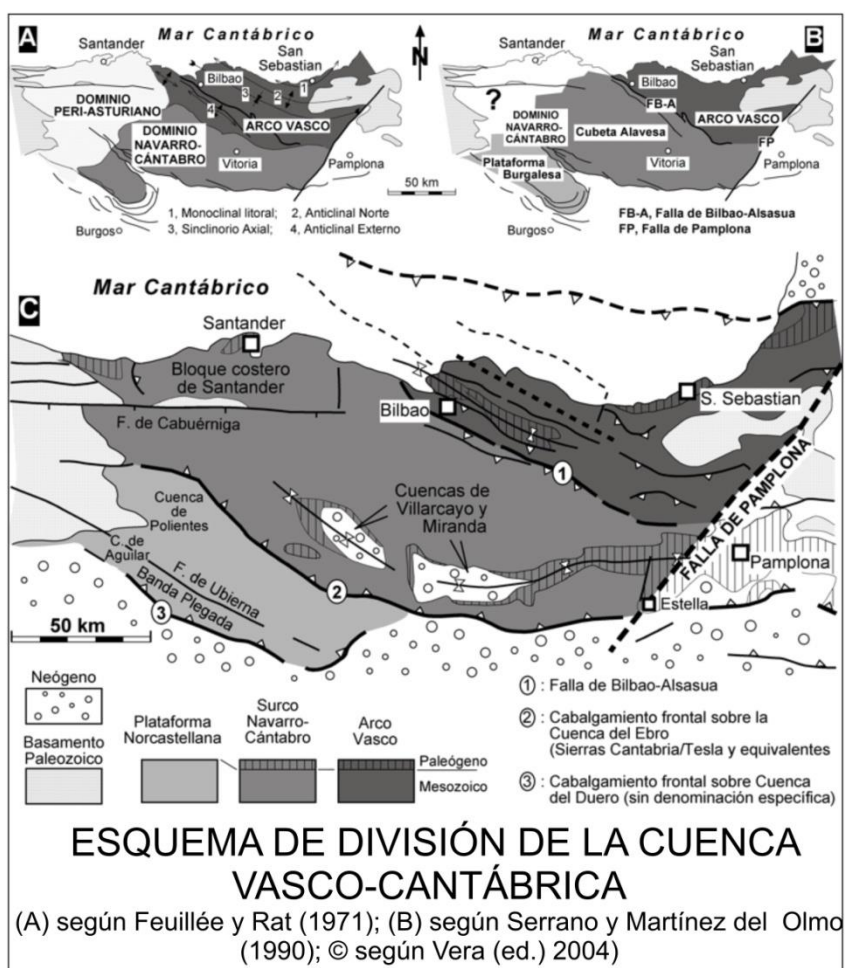 A
Mar Cantábrico
Santander
San
Sebastian
Bilbao
1
2
3
4
DOMINIO
PERI-ASTURIANO
DOMINIO
NAVARRO-
CÁNTABRO
ARCO VASCO
Vitoria
Pamplona
Burgos
1, Monoclinal litoral; 2, Anticlinal Norte
3, Sinclinorio Axial; 4, Anticlinal Externo
N
50 km
B
Mar Cantábrico
Santander
San
Sebastian
Bilbao
?
FB-A
ARCO VASCO
DOMINIO
NAVARRO-
CÁNTABRO
Cubeta Alavesa
FP
Plataforma
Burgalesa
Vitoria
Pamplona
Burgos
FB-A, Falla de Bilbao-Alsasua
FP, Falla de Pamplona
C
Mar Cantábrico
Santander
Bloque costero
de Santander
Bilbao
S. Sebastian
F. de Cabuérniga
1
FALLA DE PAMPLONA
Cuencas de
Villarcayo y
Miranda
Cuenca
de
Polientes
C. de
Aguilar
F. de Ubierna
Banda Plegada
2
3
Pamplona
Estella
50 km
Neógeno
Basamento
Paleozoico
Plataforma
Norcastellana
Surco
Navarro-
Cántabro
Arco
Vasco
Paleógeno
Mesozoico
1 : Falla de Bilbao-Alsasua
2 : Cabalgamiento frontal sobre la
Cuenca del Ebro
(Sierras Cantabria/Tesla y equivalentes
3 : Cabalgamiento frontal sobre Cuenca
del Duero (sin denominación específica)
ESQUEMA DE DIVISIÓN DE LA CUENCA
VASCO-CANTÁBRICA
(A) según Feuillée y Rat (1971); (B) según Serrano y Martínez del Olmo
(1990); © según Vera (ed.) 2004)